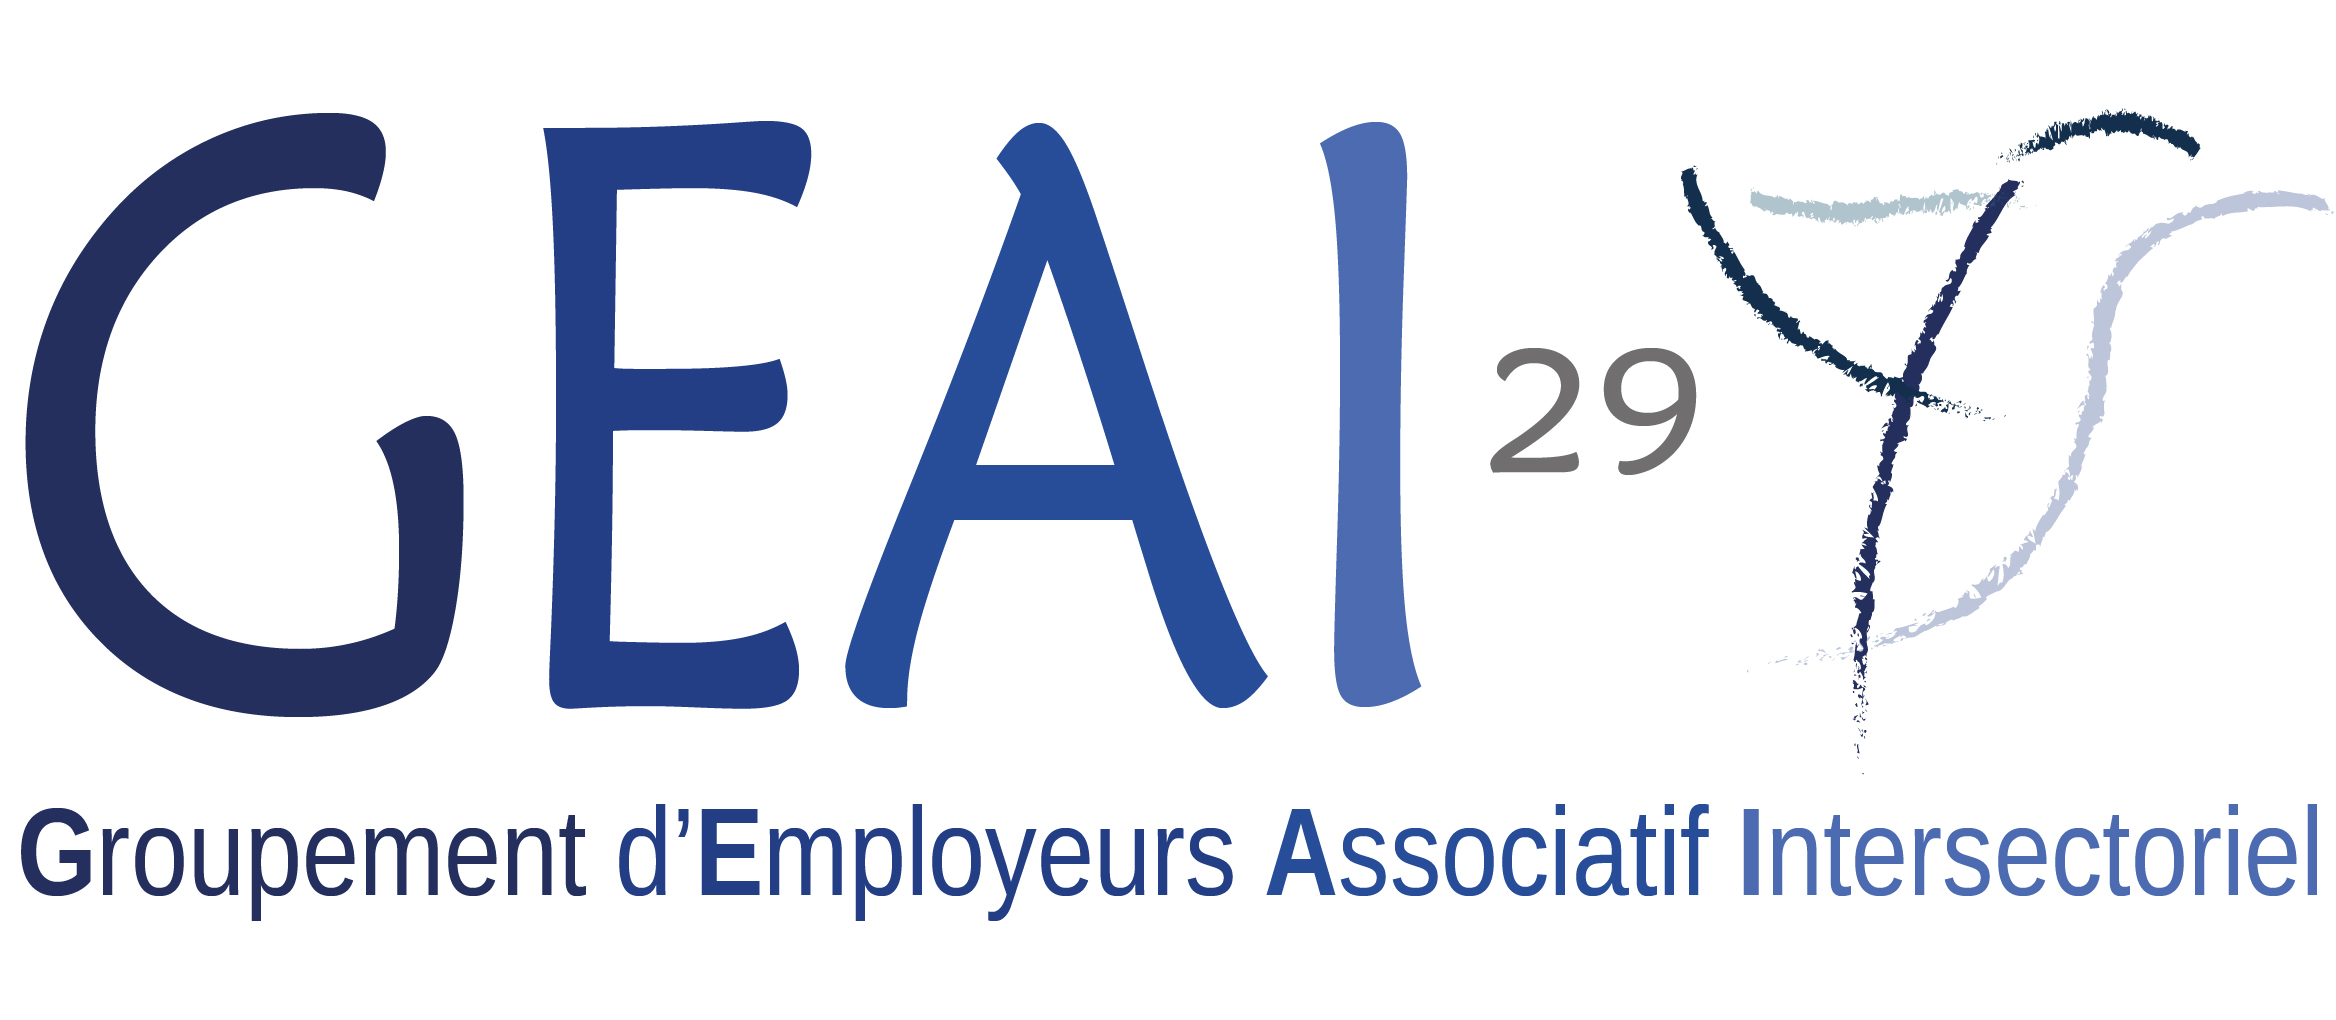 GEAI 29
Groupement d’Employeurs Associatif Intersectoriel